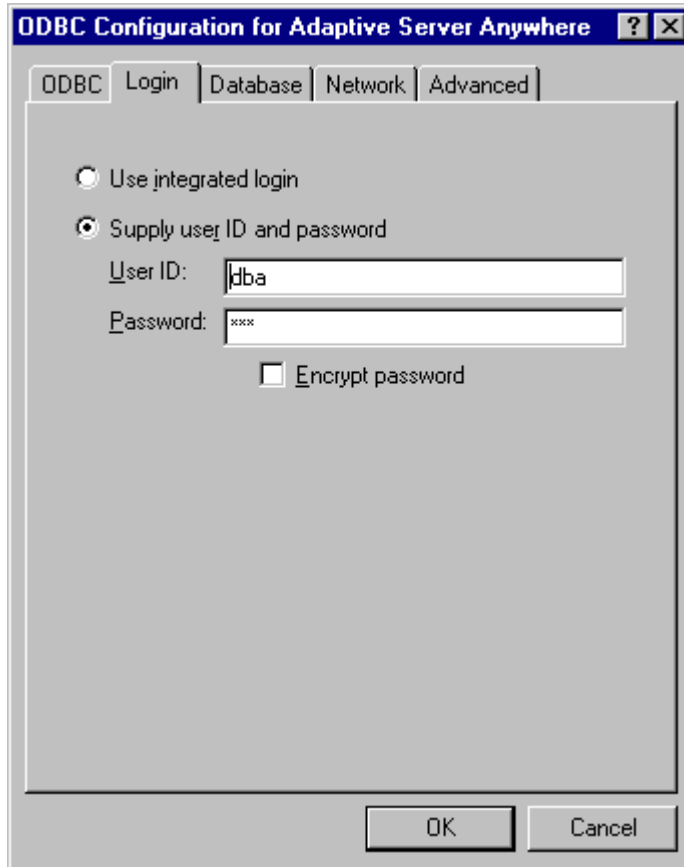 ODBC Configuration for Adaptive Server Anywhere ? X
ODBC Login Database Network Advanced
Use integrated login
Supply user ID and password
User ID: dba
Password: ***
Encrypt password
OK Cancel